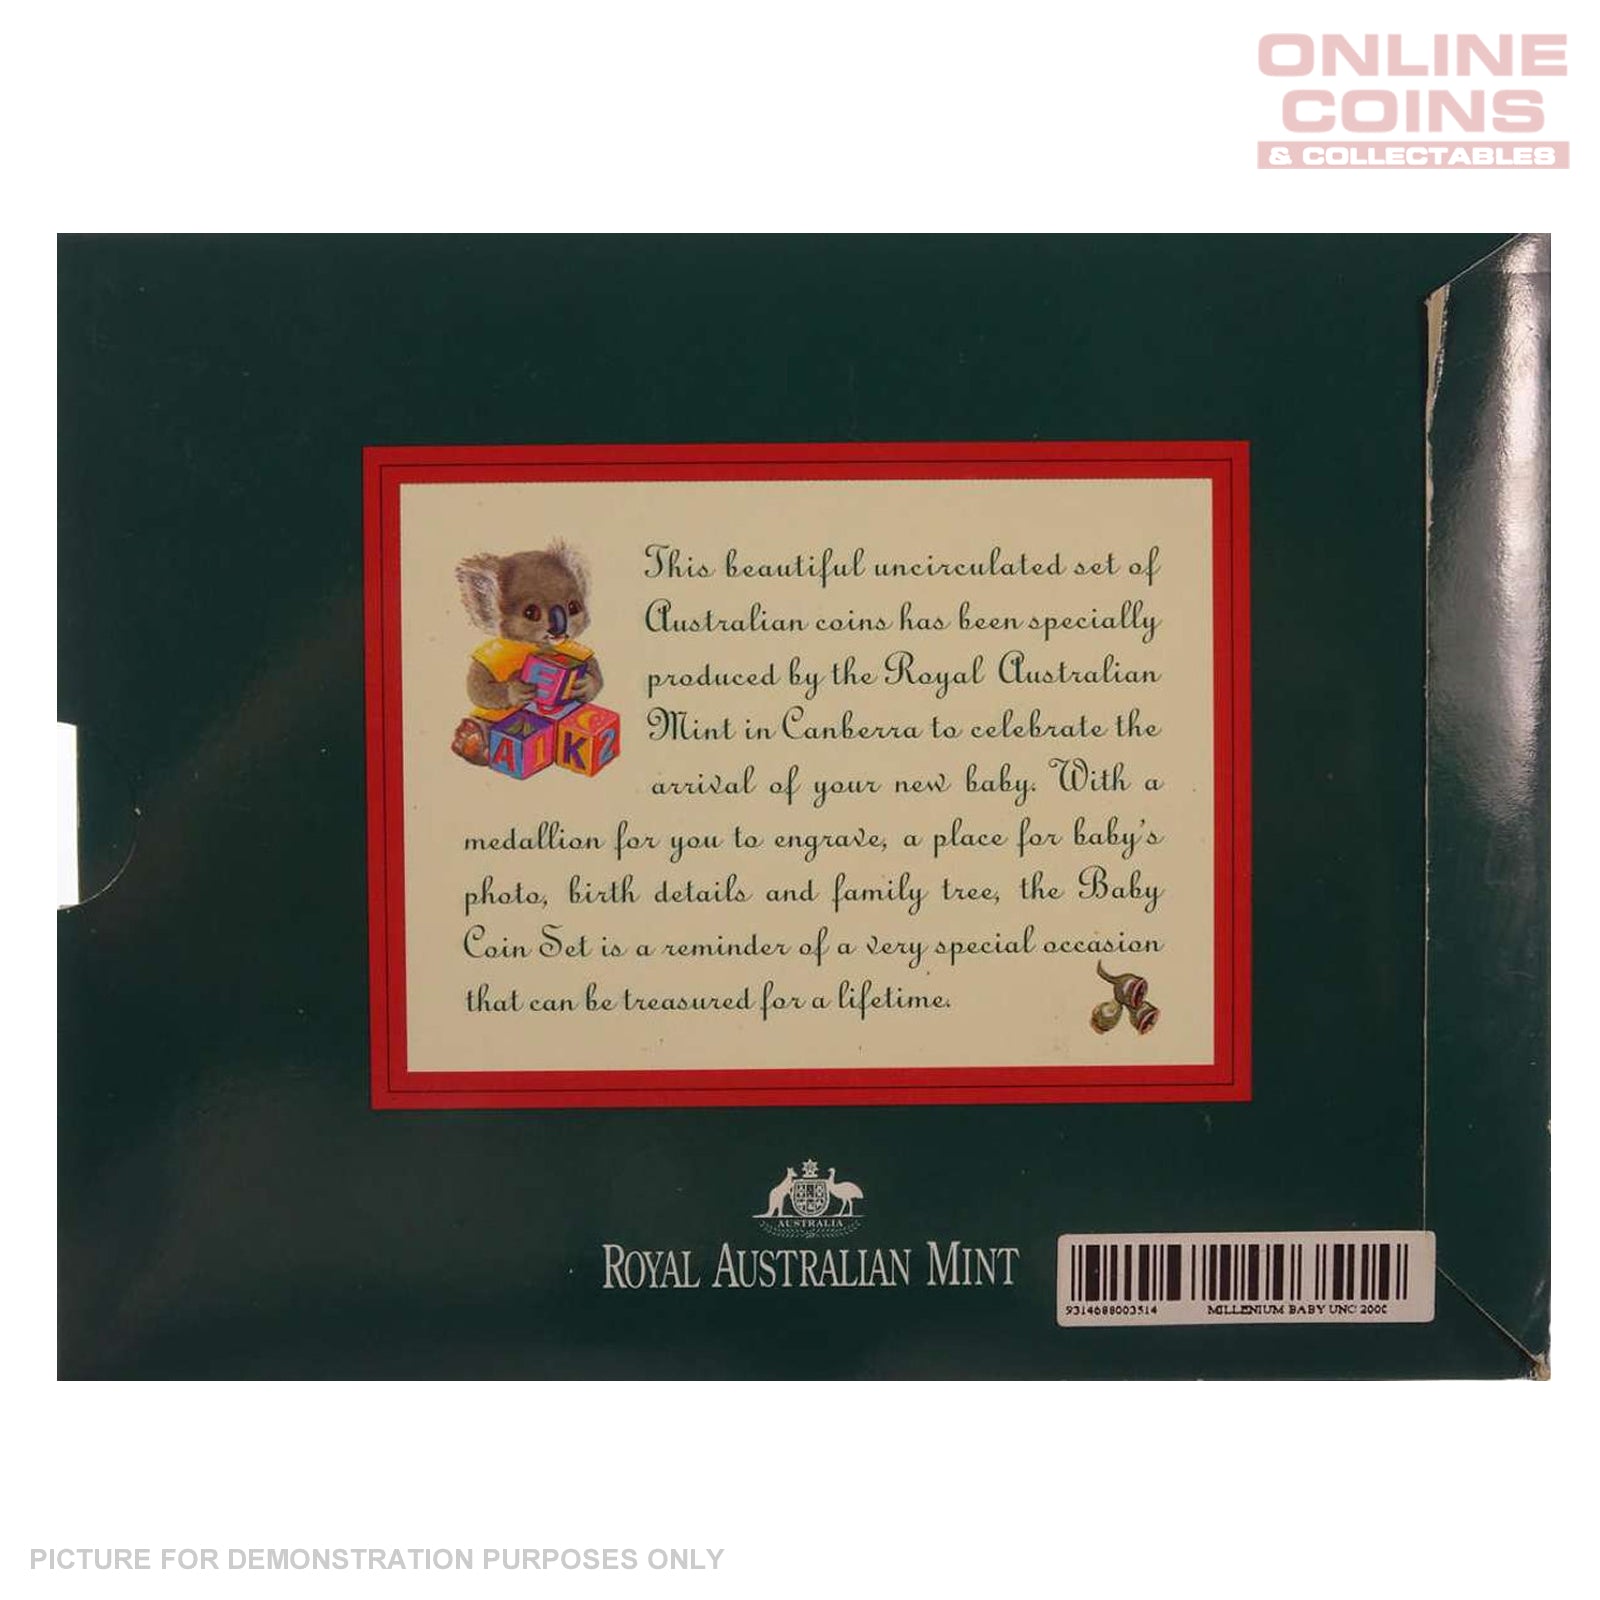 ONLINE
COINS
& COLLECTABLES
This beautiful uncirculated set of
Australian coins has been specially
produced by the Royal Australian
Mint in Canberra to celebrate the
arrival of your new baby. With a
medallion for you to engrave, a place for baby's
photo, birth details and family tree, the Baby
Coin Set is a reminder of a very special occasion
that can be treasured for a lifetime.
A 1 K 2
AUSTRALIA
ROYAL AUSTRALIAN MINT
9314688003514 MILLENIUM BABY UNC 200
PICTURE FOR DEMONSTRATION PURPOSES ONLY